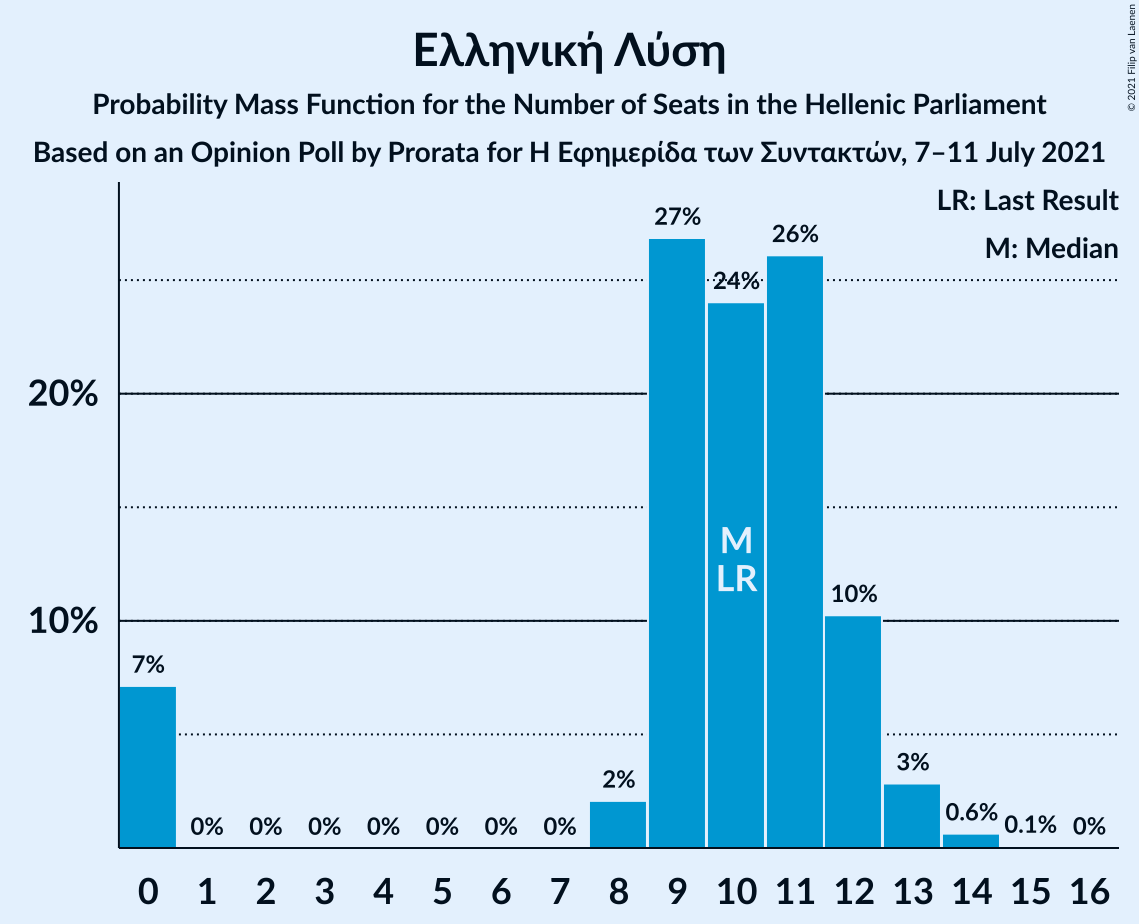 Ελληνική Λύση
Probability Mass Function for the Number of Seats in the Hellenic Parliament
Based on an Opinion Poll by Prorata for Η Εφημερίδα των Συντακτών, 7–11 July 2021
© 2021 Filip van Laenen
LR: Last Result
M: Median
27%
26%
24%
20%
M
LR
10%
10%
7%
3%
2%
0.6%
0.1%
0% 0% 0% 0% 0% 0% 0% 0%
0 1 2 3 4 5 6 7 8 9 10 11 12 13 14 15 16